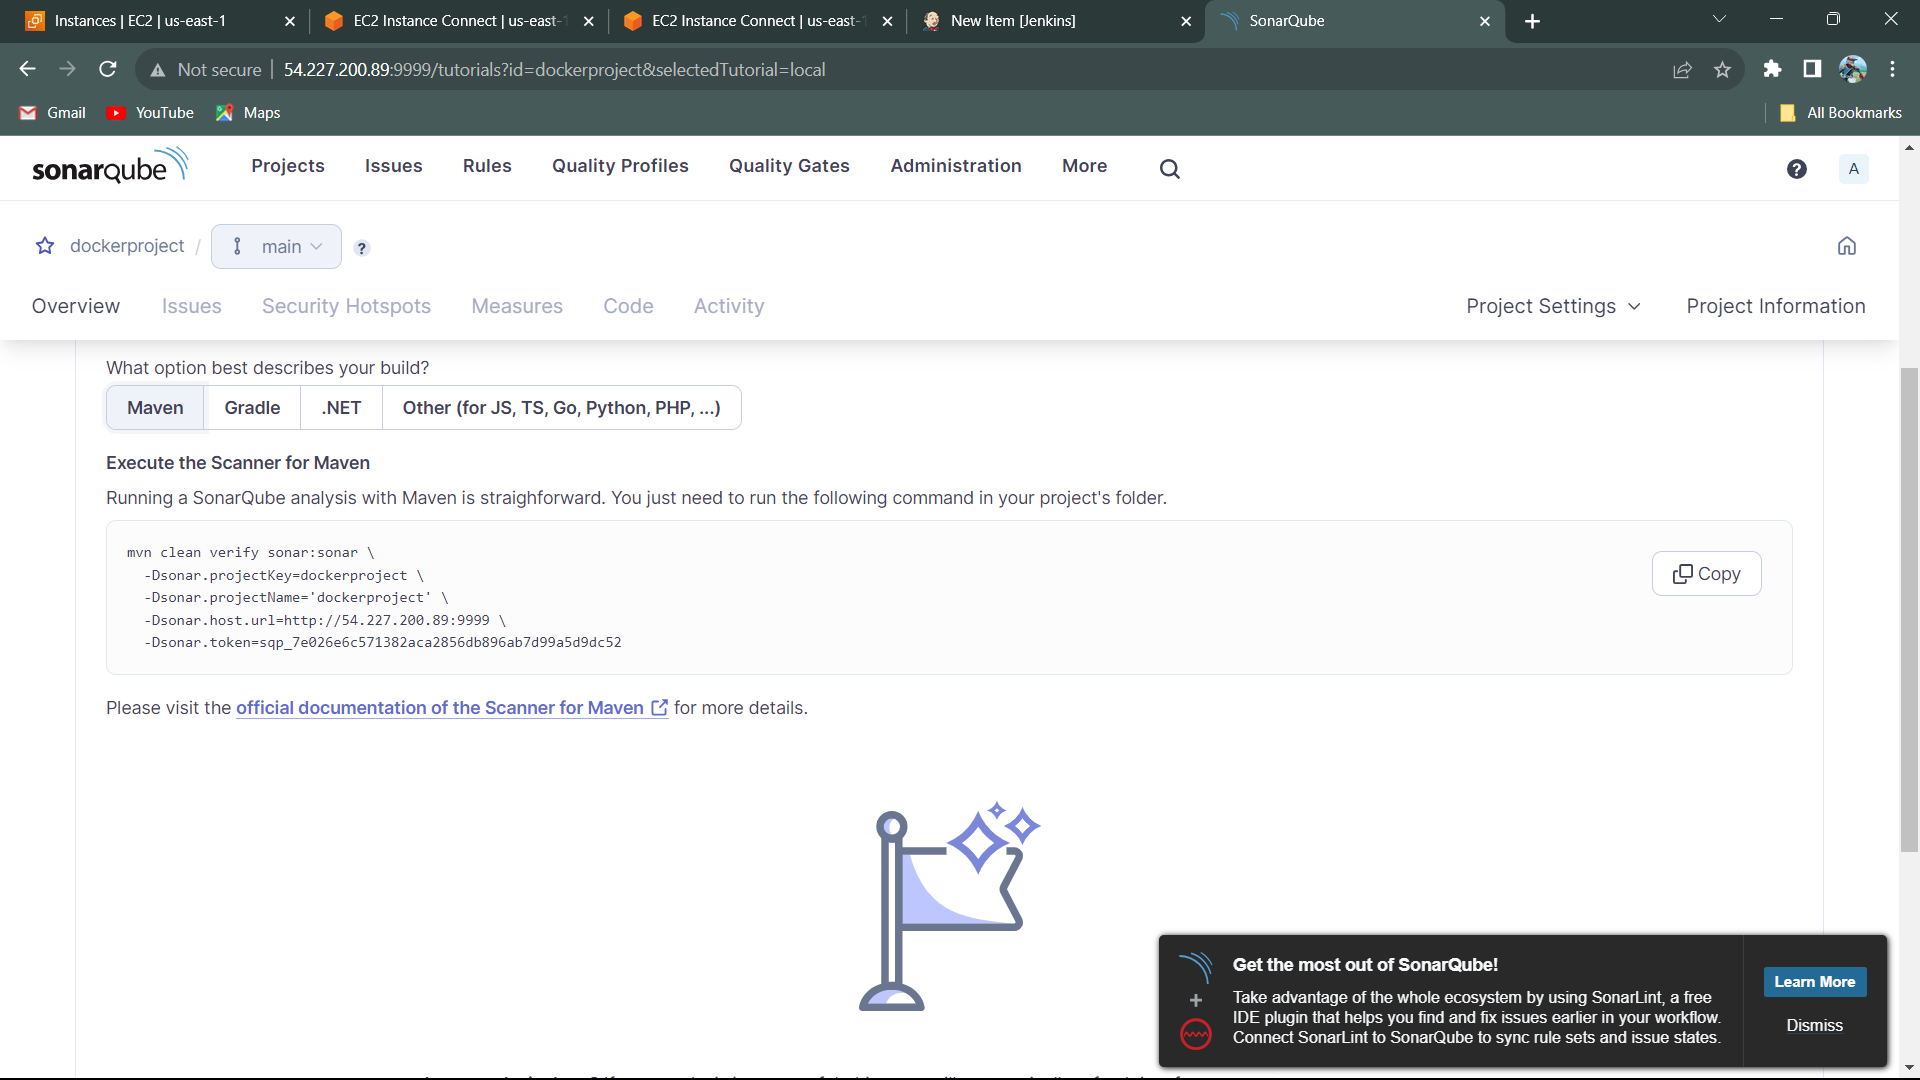 Instances | EC2 | us-east-1
EC2 Instance Connect | us-east-1
EC2 Instance Connect | us-east-1
New Item [Jenkins]
SonarQube
Not secure
54.227.200.89:9999/tutorials?id=dockerproject&selectedTutorial=local
Gmail
YouTube
Maps
All Bookmarks
sonarqube
Projects
Issues
Rules
Quality Profiles
Quality Gates
Administration
More
?
A
dockerproject /
main
?
Overview
Issues
Security Hotspots
Measures
Code
Activity
Project Settings
Project Information
What option best describes your build?
Maven
Gradle
.NET
Other (for JS, TS, Go, Python, PHP, ...)
Execute the Scanner for Maven
Running a SonarQube analysis with Maven is straighforward. You just need to run the following command in your project's folder.
mvn clean verify sonar:sonar \
-Dsonar.projectKey=dockerproject \
-Dsonar.projectName='dockerproject' \
-Dsonar.host.url=http://54.227.200.89:9999 \
-Dsonar.token=sqp_7e026e6c571382aca2856db896ab7d99a5d9dc52
Copy
Please visit the official documentation of the Scanner for Maven for more details.
Get the most out of SonarQube!
Take advantage of the whole ecosystem by using SonarLint, a free
IDE plugin that helps you find and fix issues earlier in your workflow.
Connect SonarLint to SonarQube to sync rule sets and issue states.
Learn More
Dismiss